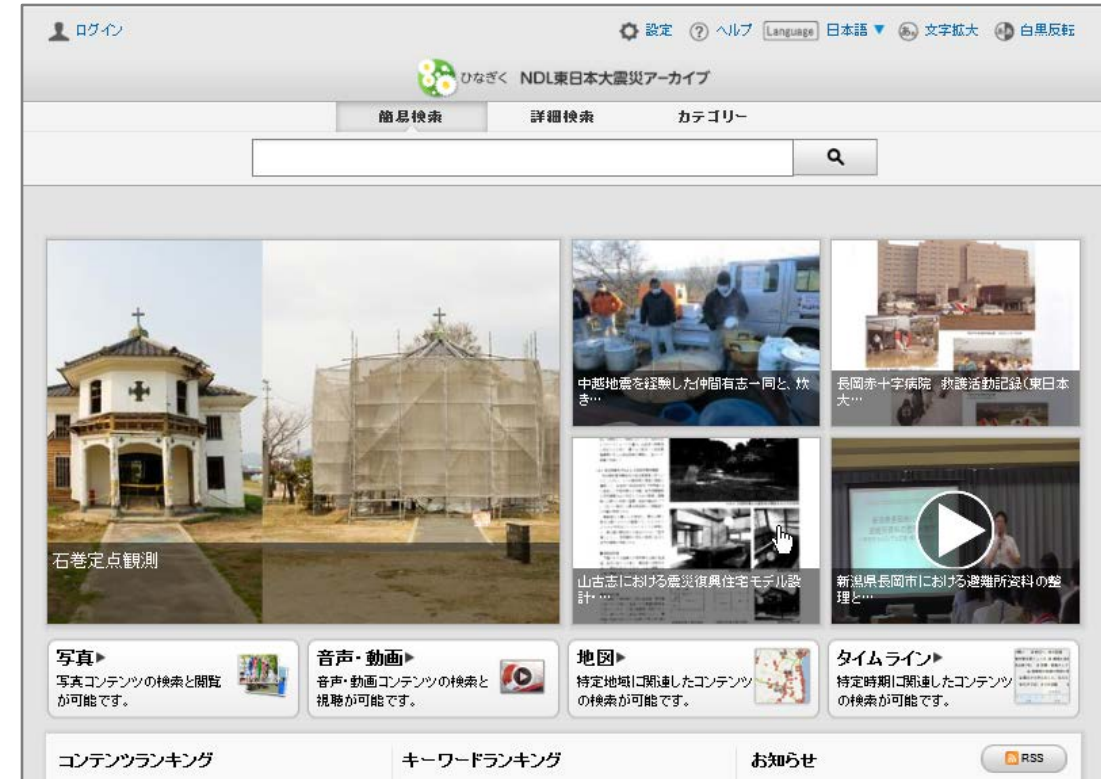 ログイン
設定 ヘルプ Language 日本語▼ 文字拡大 白黒反転
ひなぎく NDL東日本大震災アーカイブ
簡易検索 詳細検索 カテゴリー
石巻定点観測
中越地震を経験した仲間有志一同と、炊
き…
長岡赤十字病院 救護活動記録(東日本
大…
山古志における震災復興住宅モデル設
計・…
新潟県長岡市における避難所資料の整
理と…
写真▶
写真コンテンツの検索と閲覧
が可能です。
音声・動画▶
音声・動画コンテンツの検索と
視聴が可能です。
地図▶
特定地域に関連したコンテンツ
の検索が可能です。
タイムライン▶
特定時期に関連したコンテンツ
の検索が可能です。
コンテンツランキング キーワードランキング お知らせ RSS